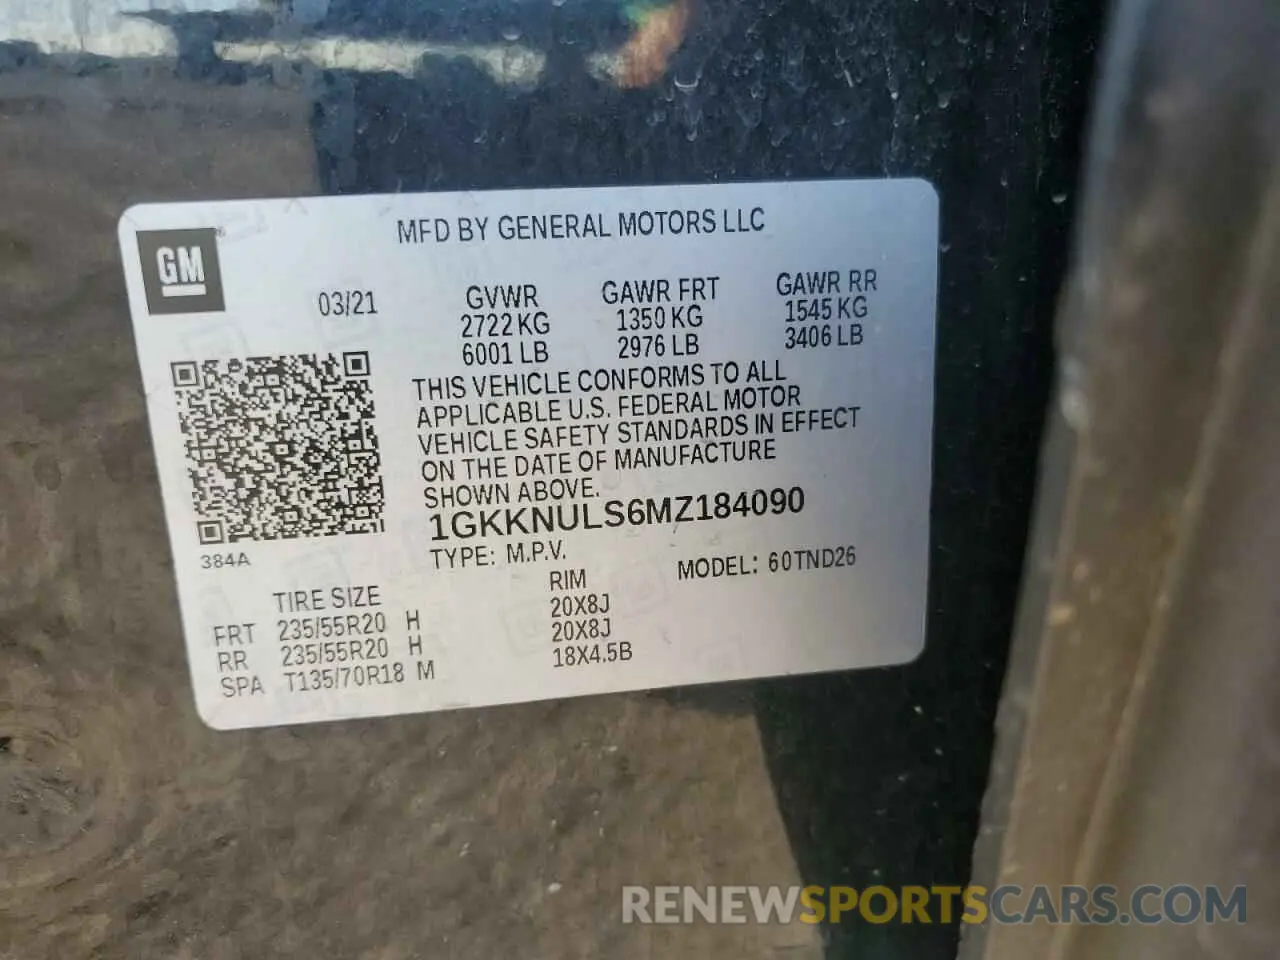 MFD BY GENERAL MOTORS LLC
GM ®
03/21
GVWR GAWR FRT GAWR RR
2722 KG 1350 KG 1545 KG
6001 LB 2976 LB 3406 LB
THIS VEHICLE CONFORMS TO ALL
APPLICABLE U.S. FEDERAL MOTOR
VEHICLE SAFETY STANDARDS IN EFFECT
ON THE DATE OF MANUFACTURE
SHOWN ABOVE.
1GKKNULS6MZ184090
384A
TYPE: M.P.V. MODEL: 60TND26
TIRE SIZE RIM
FRT 235/55R20 H 20X8J
RR 235/55R20 H 20X8J
SPA T135/70R18 M 18X4.5B
RENEWSPORTSCARS.COM